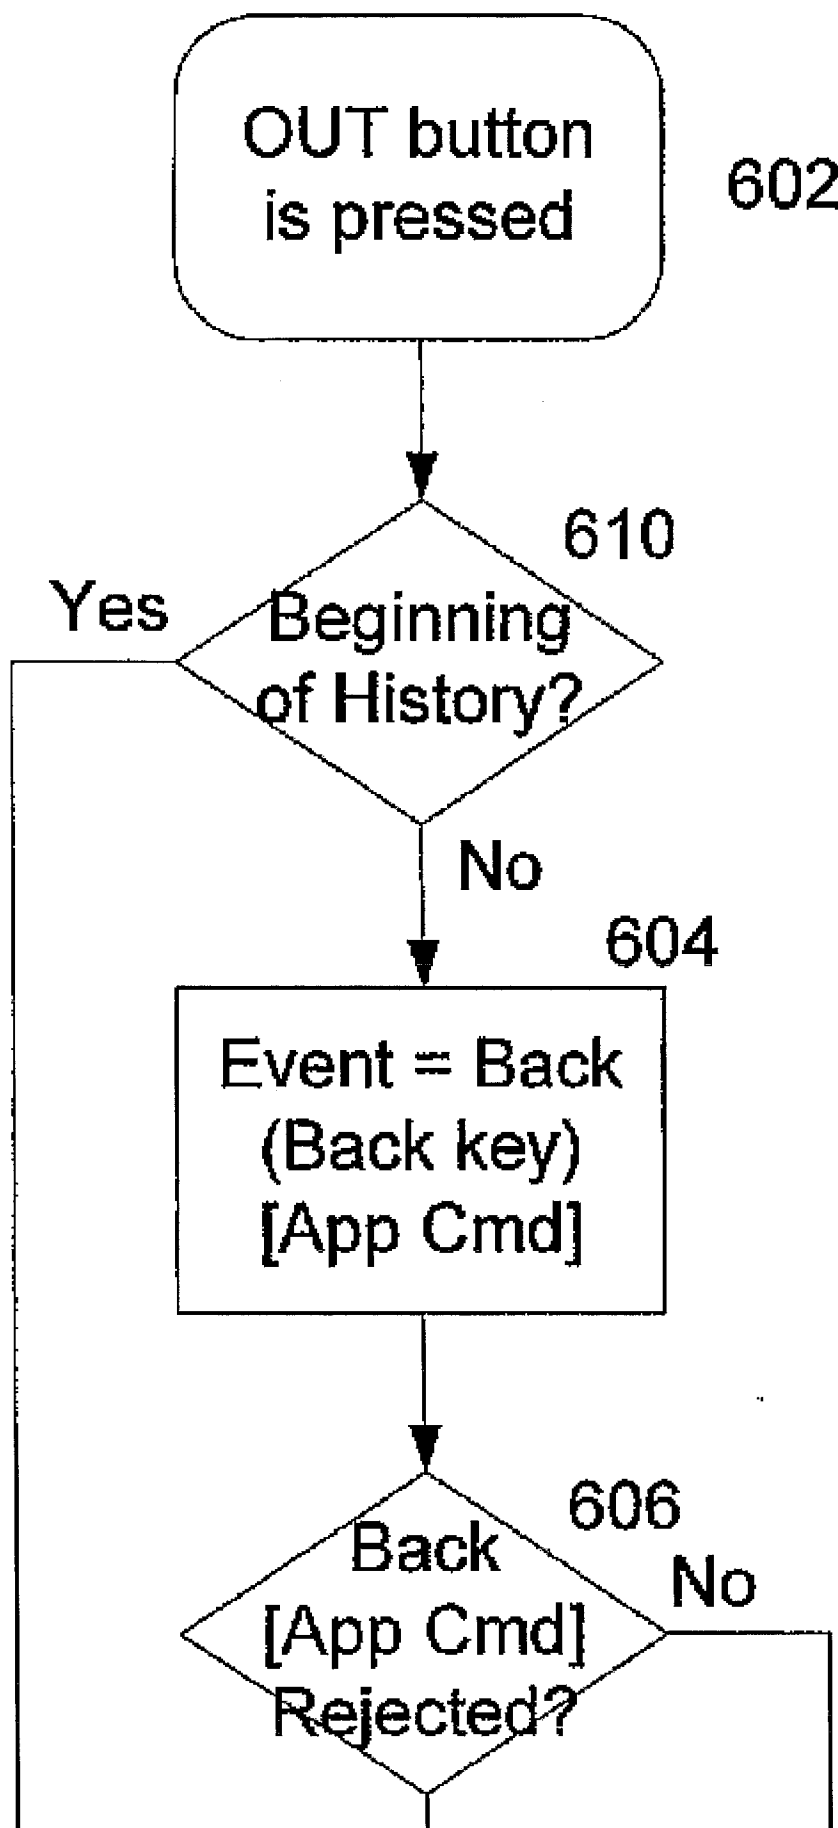 OUT button
is pressed
602
610
Yes
Beginning
of History?
No
604
Event = Back
(Back key)
[App Cmd]
606
Back
No
[App Cmd]
Rejected?